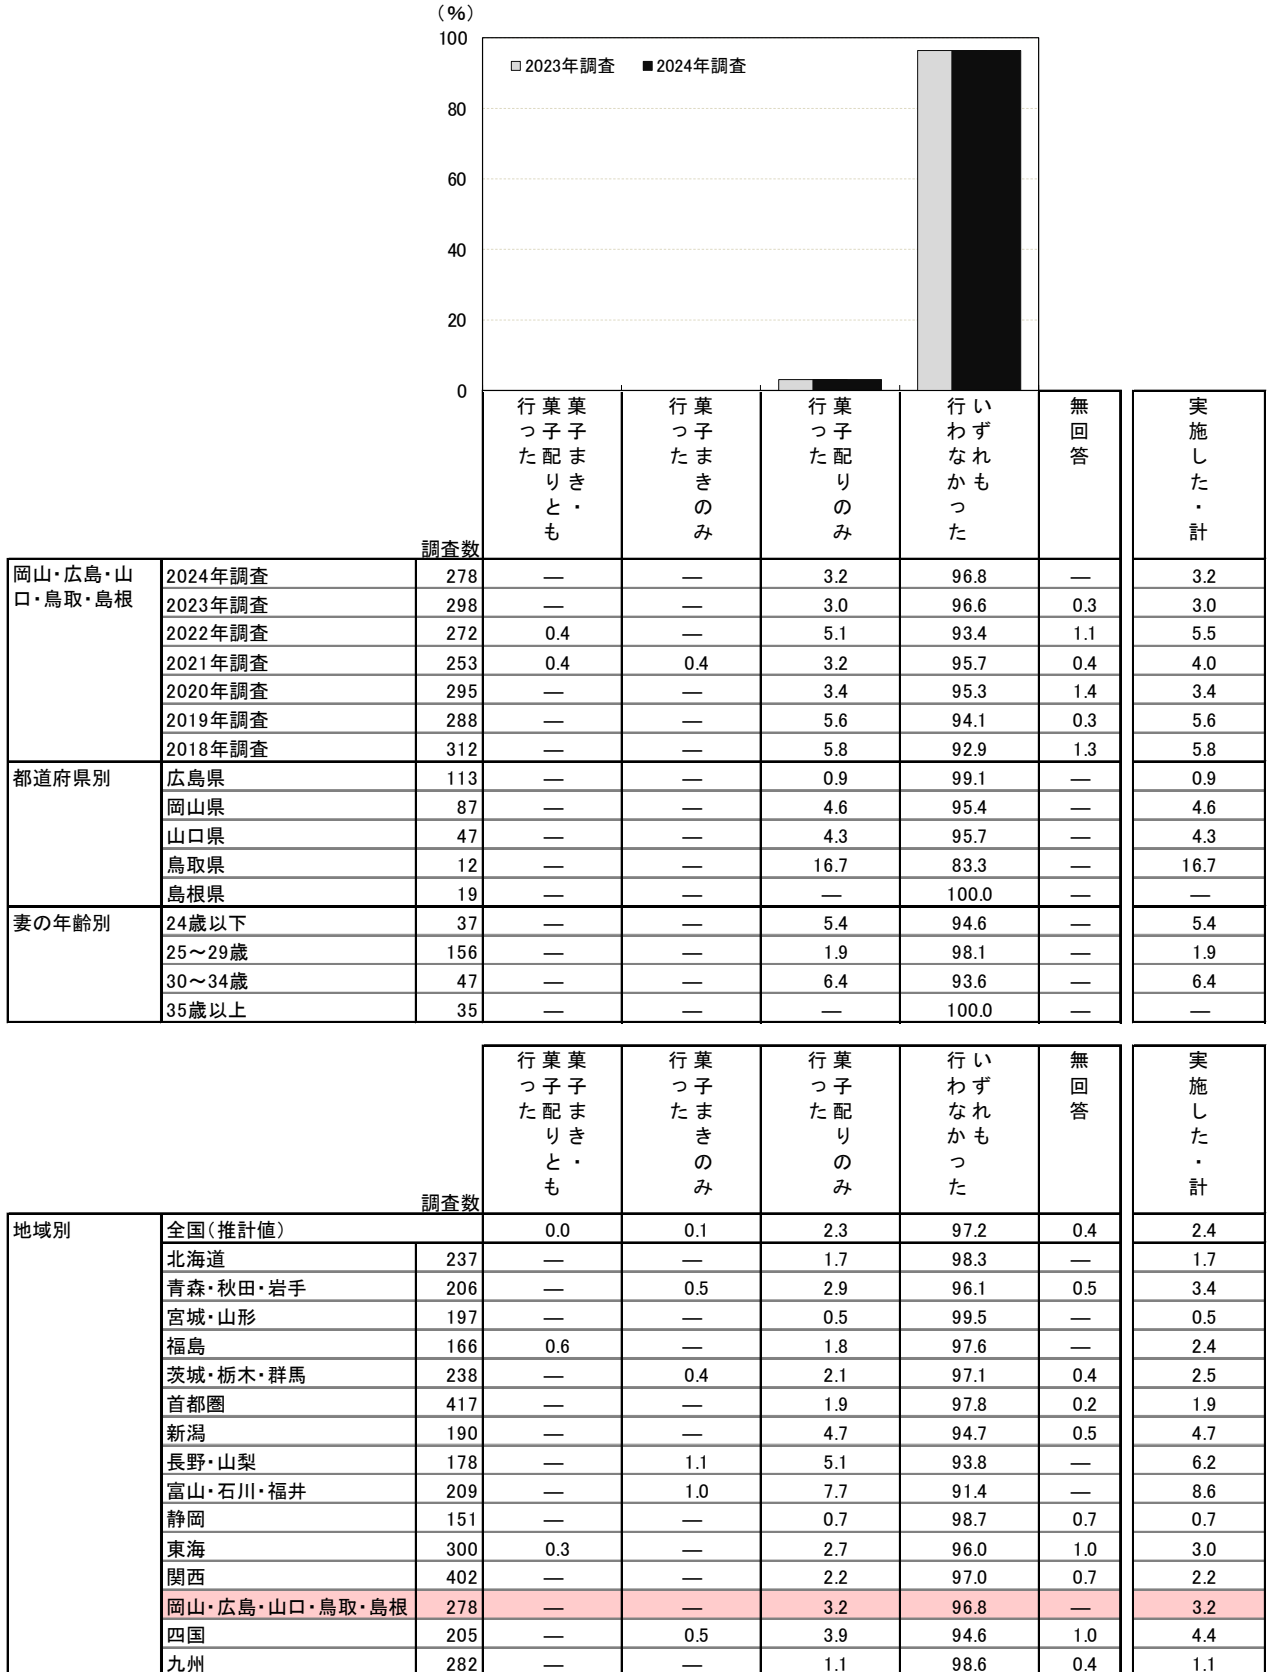 （%）
100
80
60
40
20
0
□2023年調査 ■2024年調査
調査数 菓子まき・菓子配りとも行った 菓子まきのみ行った 菓子配りのみ行った いずれも行わなかった 無回答 実施した・計
岡山・広島・山口・鳥取・島根
2024年調査 278 — — 3.2 96.8 — 3.2
2023年調査 298 — — 3.0 96.6 0.3 3.0
2022年調査 272 0.4 — 5.1 93.4 1.1 5.5
2021年調査 253 0.4 0.4 3.2 95.7 0.4 4.0
2020年調査 295 — — 3.4 95.3 1.4 3.4
2019年調査 288 — — 5.6 94.1 0.3 5.6
2018年調査 312 — — 5.8 92.9 1.3 5.8
都道府県別 広島県 113 — — 0.9 99.1 — 0.9
岡山県 87 — — 4.6 95.4 — 4.6
山口県 47 — — 4.3 95.7 — 4.3
鳥取県 12 — — 16.7 83.3 — 16.7
島根県 19 — — — 100.0 — —
妻の年齢別 24歳以下 37 — — 5.4 94.6 — 5.4
25～29歳 156 — — 1.9 98.1 — 1.9
30～34歳 47 — — 6.4 93.6 — 6.4
35歳以上 35 — — — 100.0 — —
調査数 菓子まき・菓子配りとも行った 菓子まきのみ行った 菓子配りのみ行った いずれも行わなかった 無回答 実施した・計
地域別 全国（推計値） 0.0 0.1 2.3 97.2 0.4 2.4
北海道 237 — — 1.7 98.3 — 1.7
青森・秋田・岩手 206 — 0.5 2.9 96.1 0.5 3.4
宮城・山形 197 — — 0.5 99.5 — 0.5
福島 166 0.6 — 1.8 97.6 — 2.4
茨城・栃木・群馬 238 — 0.4 2.1 97.1 0.4 2.5
首都圏 417 — — 1.9 97.8 0.2 1.9
新潟 190 — — 4.7 94.7 0.5 4.7
長野・山梨 178 — 1.1 5.1 93.8 — 6.2
富山・石川・福井 209 — 1.0 7.7 91.4 — 8.6
静岡 151 — — 0.7 98.7 0.7 0.7
東海 300 0.3 — 2.7 96.0 1.0 3.0
関西 402 — — 2.2 97.0 0.7 2.2
岡山・広島・山口・鳥取・島根 278 — — 3.2 96.8 — 3.2
四国 205 — 0.5 3.9 94.6 1.0 4.4
九州 282 — — 1.1 98.6 0.4 1.1